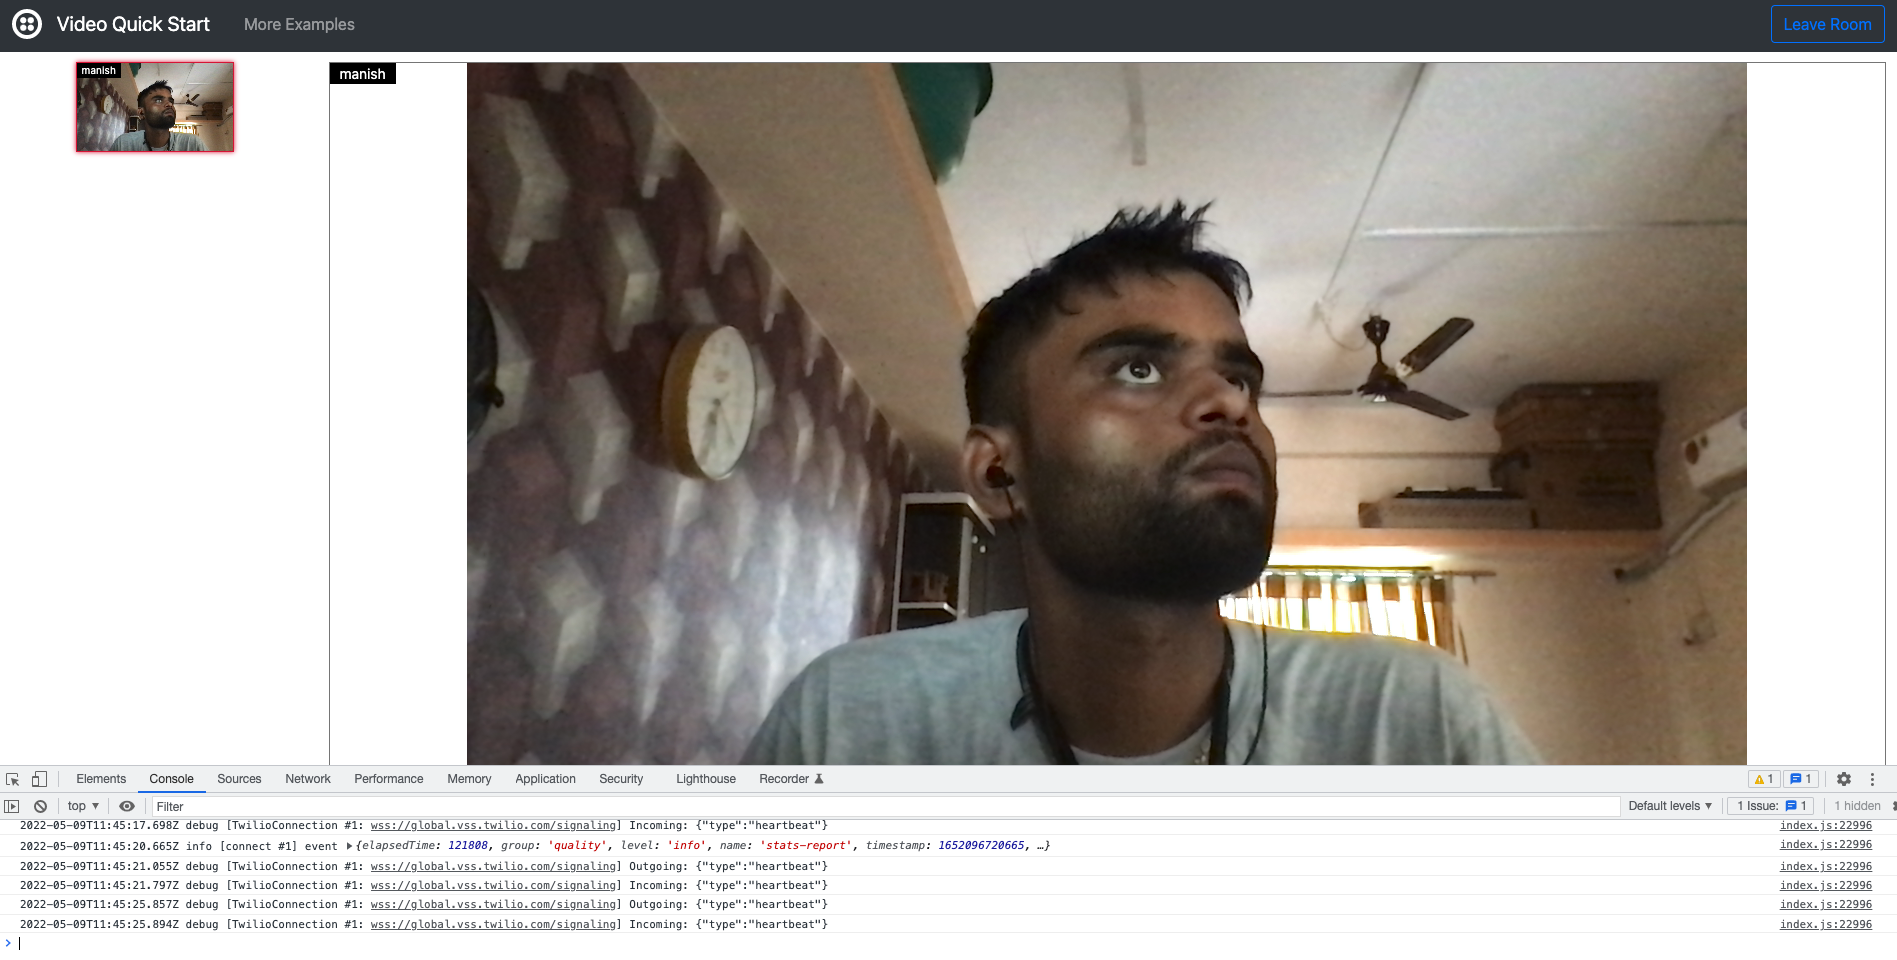 Video Quick Start More Examples Leave Room
manish
manish
Elements Console Sources Network Performance Memory Application Security Lighthouse Recorder 1 1
top ▼ Filter Default levels ▼ 1 Issue: 1 1 hidden
2022-05-09T11:45:17.698Z debug [TwilioConnection #1: wss://global.vss.twilio.com/signaling] Incoming: {"type":"heartbeat"} index.js:22996
2022-05-09T11:45:20.665Z info [connect #1] event ▶{elapsedTime: 121808, group: 'quality', level: 'info', name: 'stats-report', timestamp: 1652096720665, …} index.js:22996
2022-05-09T11:45:21.055Z debug [TwilioConnection #1: wss://global.vss.twilio.com/signaling] Outgoing: {"type":"heartbeat"} index.js:22996
2022-05-09T11:45:21.797Z debug [TwilioConnection #1: wss://global.vss.twilio.com/signaling] Incoming: {"type":"heartbeat"} index.js:22996
2022-05-09T11:45:25.857Z debug [TwilioConnection #1: wss://global.vss.twilio.com/signaling] Outgoing: {"type":"heartbeat"} index.js:22996
2022-05-09T11:45:25.894Z debug [TwilioConnection #1: wss://global.vss.twilio.com/signaling] Incoming: {"type":"heartbeat"} index.js:22996